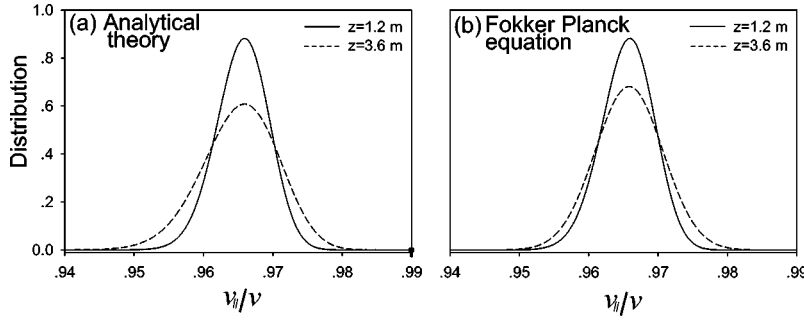 (a) Analytical theory
z=1.2 m
z=3.6 m
1.0
.8
.6
.4
.2
0.0
Distribution
.94 .95 .96 .97 .98 .99
v||/v
(b) Fokker Planck equation
z=1.2 m
z=3.6 m
.94 .95 .96 .97 .98 .99
v||/v